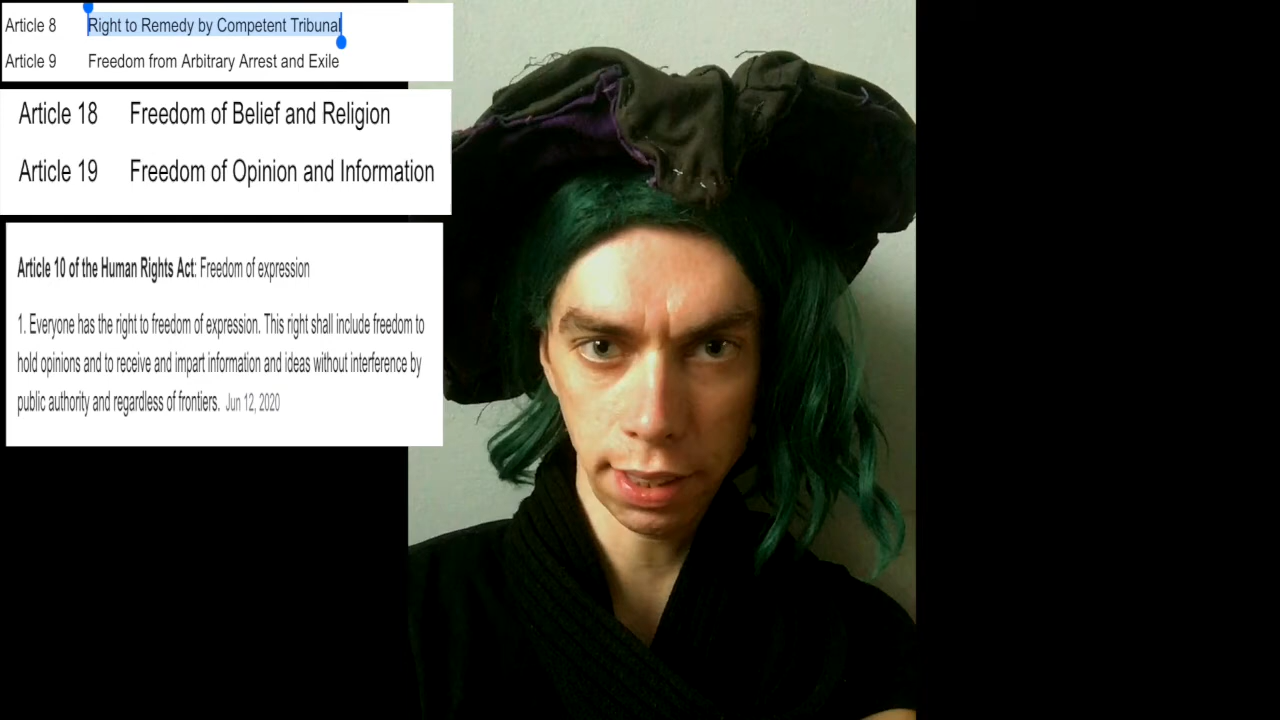 Article 8 Right to Remedy by Competent Tribunal
Article 9 Freedom from Arbitrary Arrest and Exile
Article 18 Freedom of Belief and Religion
Article 19 Freedom of Opinion and Information
Article 10 of the Human Rights Act: Freedom of expression
1. Everyone has the right to freedom of expression. This right shall include freedom to
hold opinions and to receive and impart information and ideas without interference by
public authority and regardless of frontiers. Jun 12, 2020